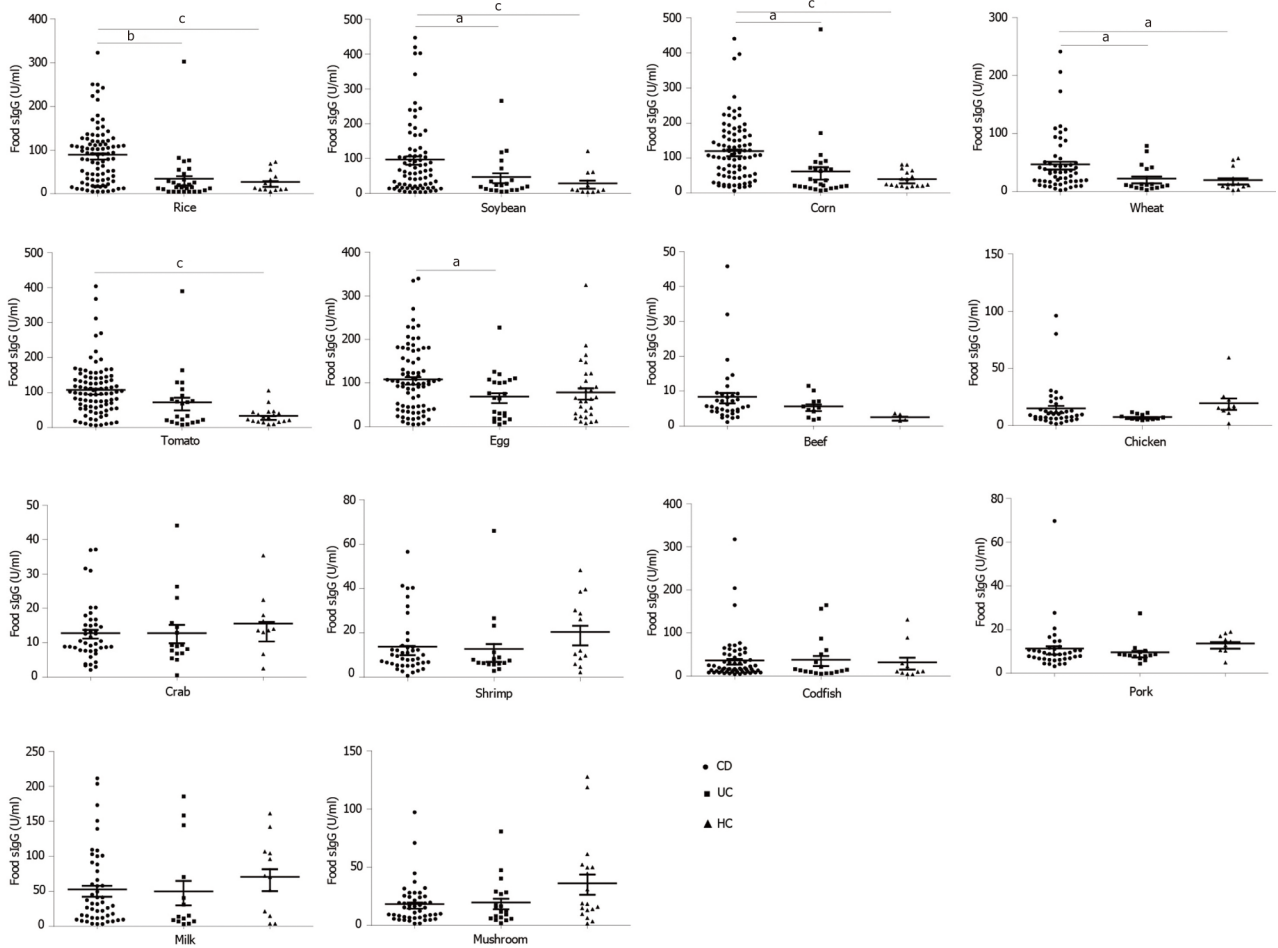 Food sIgG (U/ml)
400
300
200
100
0
c
b
Rice
Food sIgG (U/ml)
500
400
300
200
100
0
c
a
Soybean
Food sIgG (U/ml)
500
400
300
200
100
0
c
a
Corn
Food sIgG (U/ml)
300
200
100
0
a
a
Wheat
Food sIgG (U/ml)
500
400
300
200
100
0
c
Tomato
Food sIgG (U/ml)
400
300
200
100
0
a
Egg
Food sIgG (U/ml)
50
40
30
20
10
0
Beef
Food sIgG (U/ml)
150
100
50
0
Chicken
Food sIgG (U/ml)
50
40
30
20
10
0
Crab
Food sIgG (U/ml)
80
60
40
20
0
Shrimp
Food sIgG (U/ml)
400
300
200
100
0
Codfish
Food sIgG (U/ml)
80
60
40
20
0
Pork
Food sIgG (U/ml)
250
200
150
100
50
0
Milk
Food sIgG (U/ml)
150
100
50
0
Mushroom
CD
UC
HC